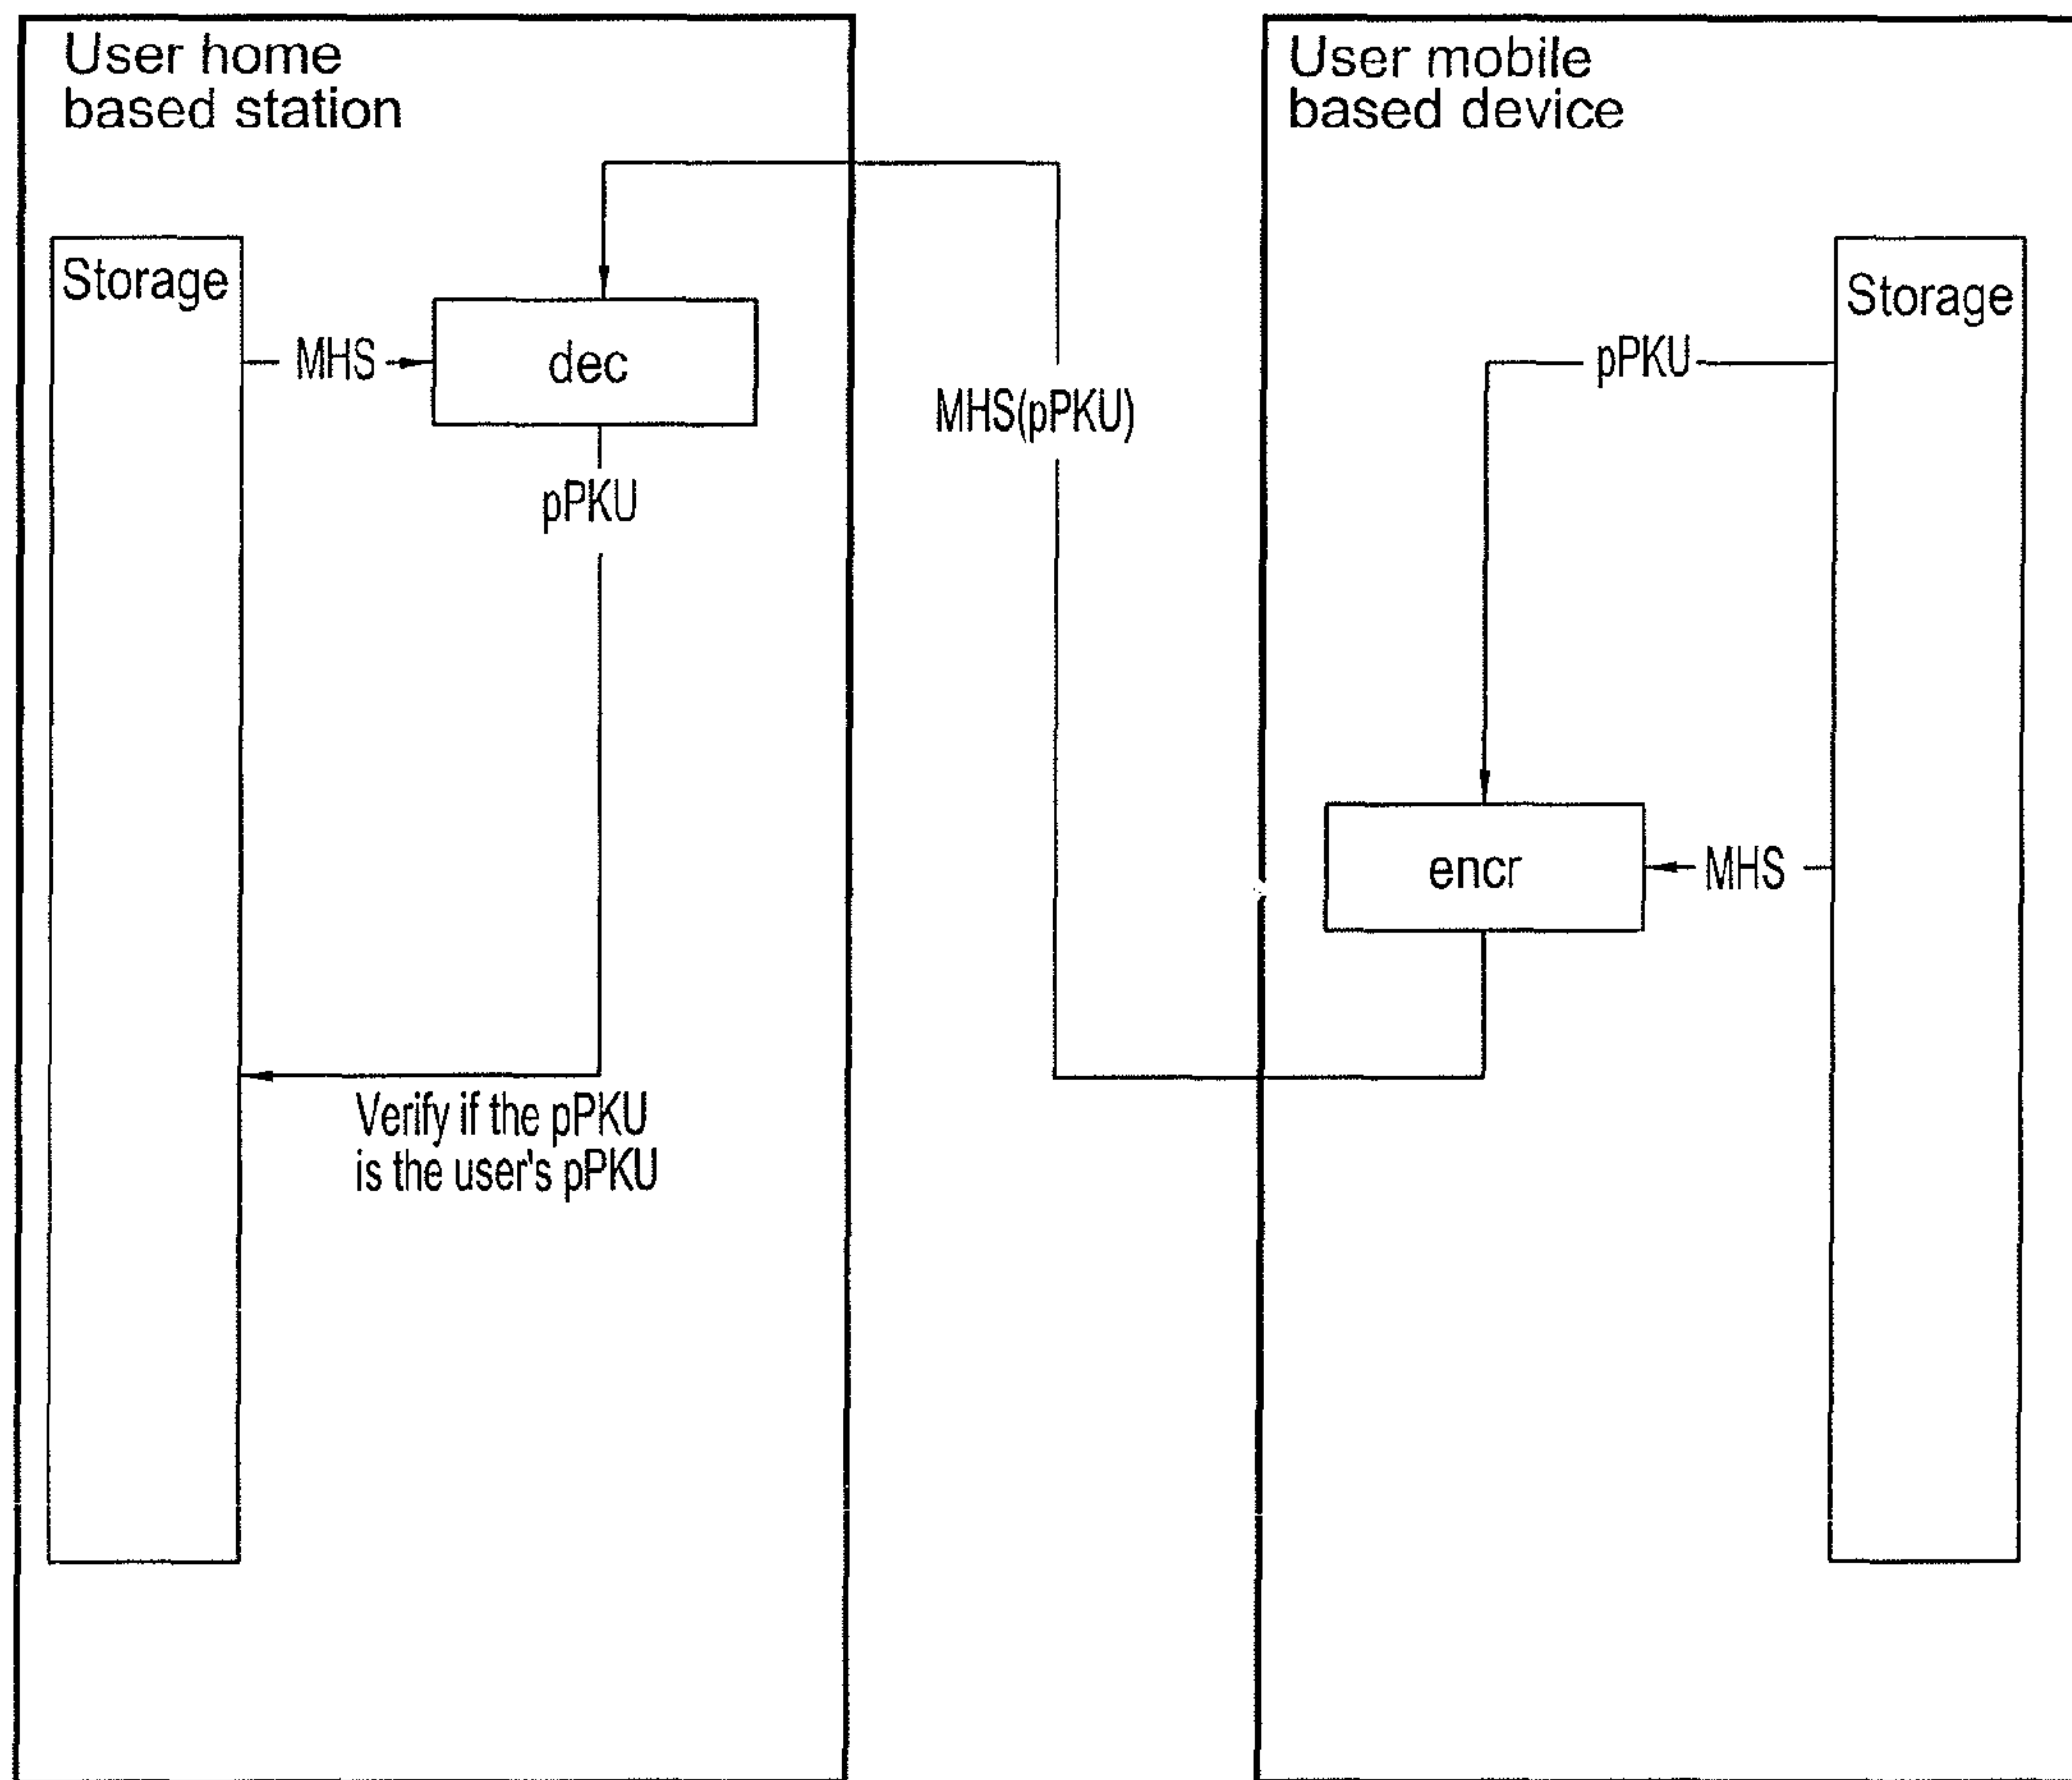 User home
based station
Storage
MHS
dec
pPKU
Verify if the pPKU
is the user's pPKU
MHS(pPKU)
User mobile
based device
Storage
pPKU
encr
MHS